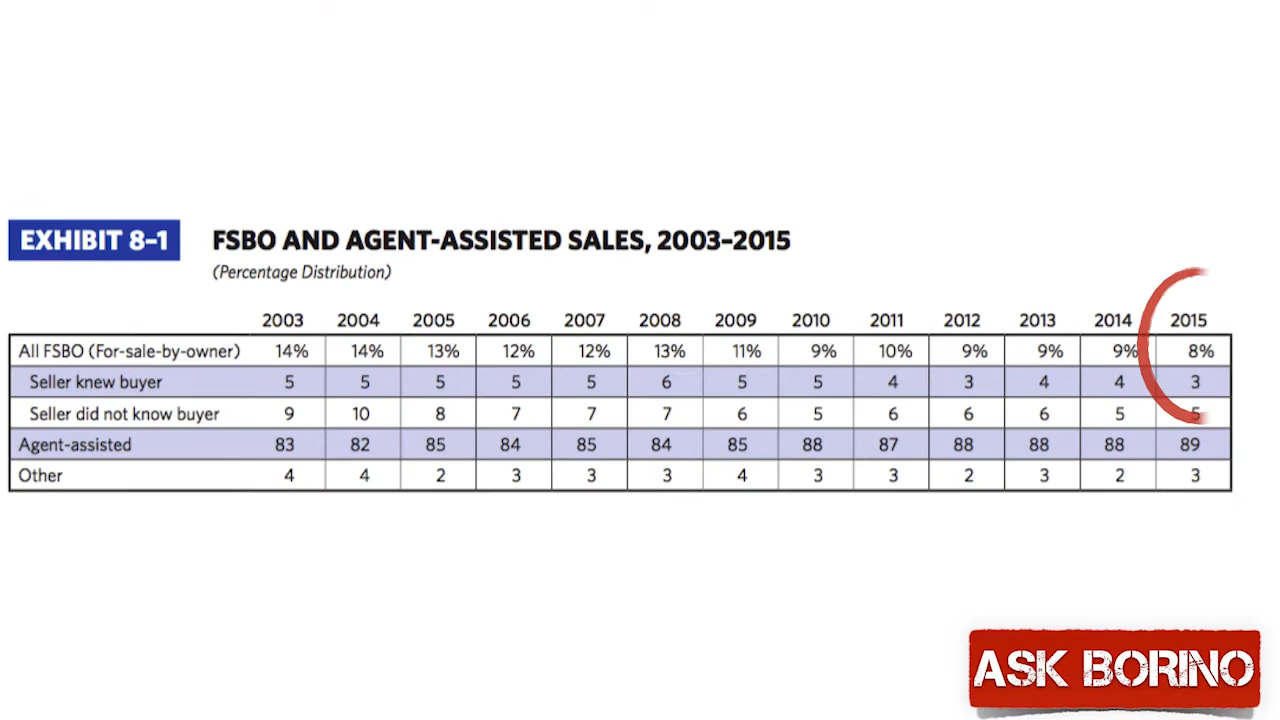 EXHIBIT 8–1 FSBO AND AGENT-ASSISTED SALES, 2003–2015
(Percentage Distribution)
2003 2004 2005 2006 2007 2008 2009 2010 2011 2012 2013 2014 2015
All FSBO (For-sale-by-owner) 14% 14% 13% 12% 12% 13% 11% 9% 10% 9% 9% 9% 8%
Seller knew buyer 5 5 5 5 5 6 5 5 4 3 4 4 3
Seller did not know buyer 9 10 8 7 7 7 6 5 6 6 6 5 5
Agent-assisted 83 82 85 84 85 84 85 88 87 88 88 88 89
Other 4 4 2 3 3 3 4 3 3 2 3 2 3
ASK BORINO